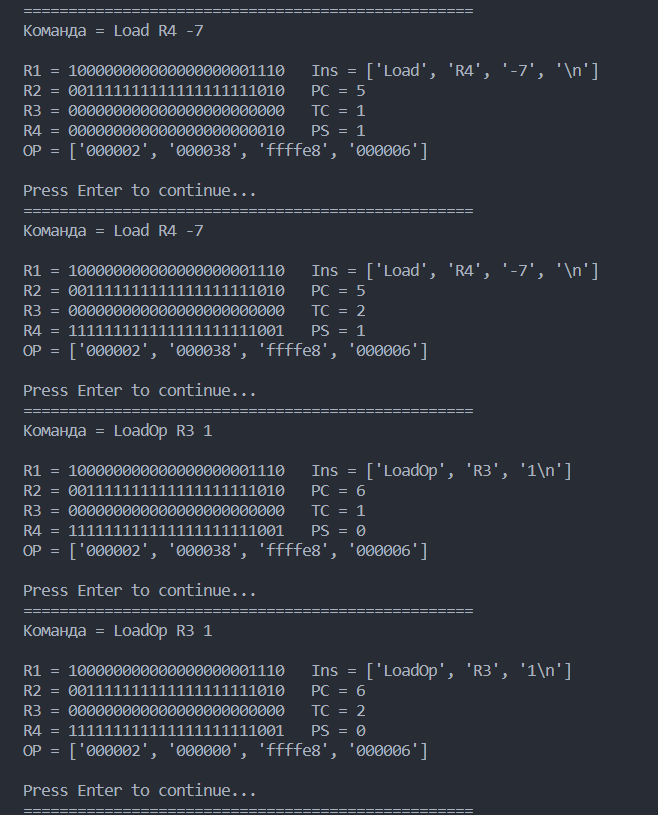 ==================================================
Команда = Load R4 -7
R1 = 100000000000000000001110   Ins = ['Load', 'R4', '-7', '\n']
R2 = 001111111111111111111010   PC = 5
R3 = 000000000000000000000000   TC = 1
R4 = 000000000000000000000010   PS = 1
OP = ['000002', '000038', 'ffffe8', '000006']
Press Enter to continue...
==================================================
Команда = Load R4 -7
R1 = 100000000000000000001110   Ins = ['Load', 'R4', '-7', '\n']
R2 = 001111111111111111111010   PC = 5
R3 = 000000000000000000000000   TC = 2
R4 = 111111111111111111111001   PS = 1
OP = ['000002', '000038', 'ffffe8', '000006']
Press Enter to continue...
==================================================
Команда = LoadOp R3 1
R1 = 100000000000000000001110   Ins = ['LoadOp', 'R3', '1\n']
R2 = 001111111111111111111010   PC = 6
R3 = 000000000000000000000000   TC = 1
R4 = 111111111111111111111001   PS = 0
OP = ['000002', '000038', 'ffffe8', '000006']
Press Enter to continue...
==================================================
Команда = LoadOp R3 1
R1 = 100000000000000000001110   Ins = ['LoadOp', 'R3', '1\n']
R2 = 001111111111111111111010   PC = 6
R3 = 000000000000000000000000   TC = 2
R4 = 111111111111111111111001   PS = 0
OP = ['000002', '000000', 'ffffe8', '000006']
Press Enter to continue...
==================================================